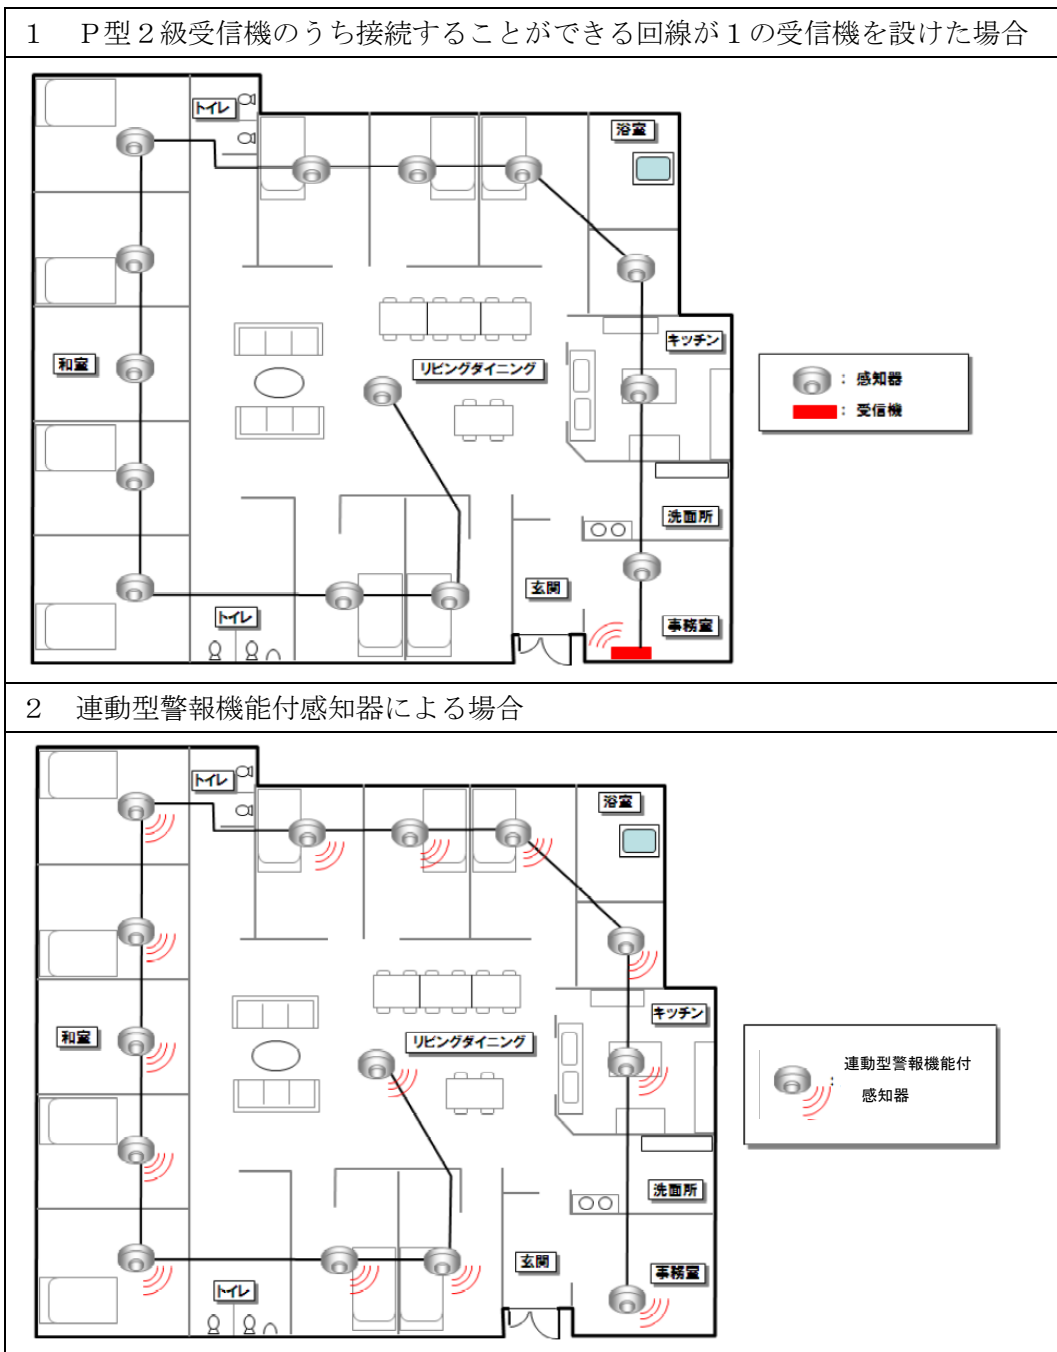 １　Ｐ型２級受信機のうち接続することができる回線が１の受信機を設けた場合
トイレ
浴室
キッチン
和室
リビングダイニング
：感知器
：受信機
洗面所
玄関
トイレ
事務室
２　連動型警報機能付感知器による場合
トイレ
浴室
キッチン
和室
リビングダイニング
：連動型警報機能付
感知器
洗面所
玄関
事務室
トイレ